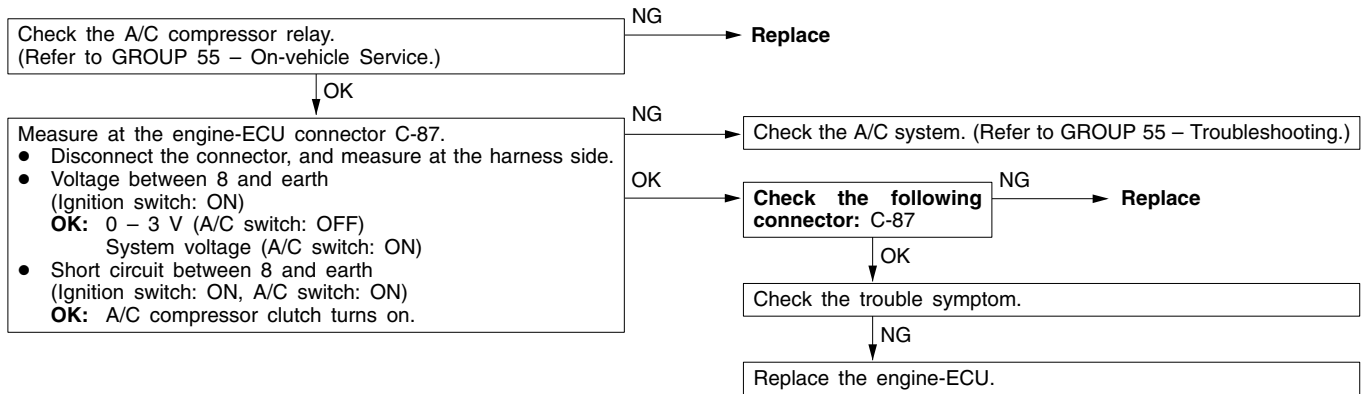 Check the A/C compressor relay.
(Refer to GROUP 55 – On-vehicle Service.)
NG
Replace
OK
Measure at the engine-ECU connector C-87.
● Disconnect the connector, and measure at the harness side.
● Voltage between 8 and earth
(Ignition switch: ON)
OK: 0 – 3 V (A/C switch: OFF)
System voltage (A/C switch: ON)
● Short circuit between 8 and earth
(Ignition switch: ON, A/C switch: ON)
OK: A/C compressor clutch turns on.
NG
Check the A/C system. (Refer to GROUP 55 – Troubleshooting.)
OK
Check the following
connector: C-87
NG
Replace
OK
Check the trouble symptom.
NG
Replace the engine-ECU.